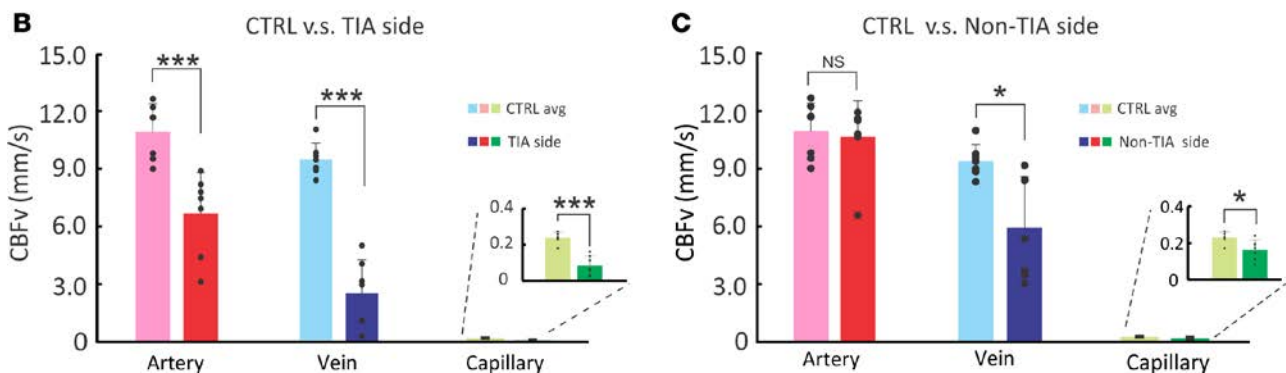 B
CTRL v.s. TIA side
15.0
12.0
9.0
6.0
3.0
0
CBFv (mm/s)
***
***
CTRL avg
TIA side
0.4
0.2
0
***
Artery
Vein
Capillary
C
CTRL v.s. Non-TIA side
15.0
12.0
9.0
6.0
3.0
0
CBFv (mm/s)
NS
*
CTRL avg
Non-TIA side
0.4
0.2
0
*
Artery
Vein
Capillary